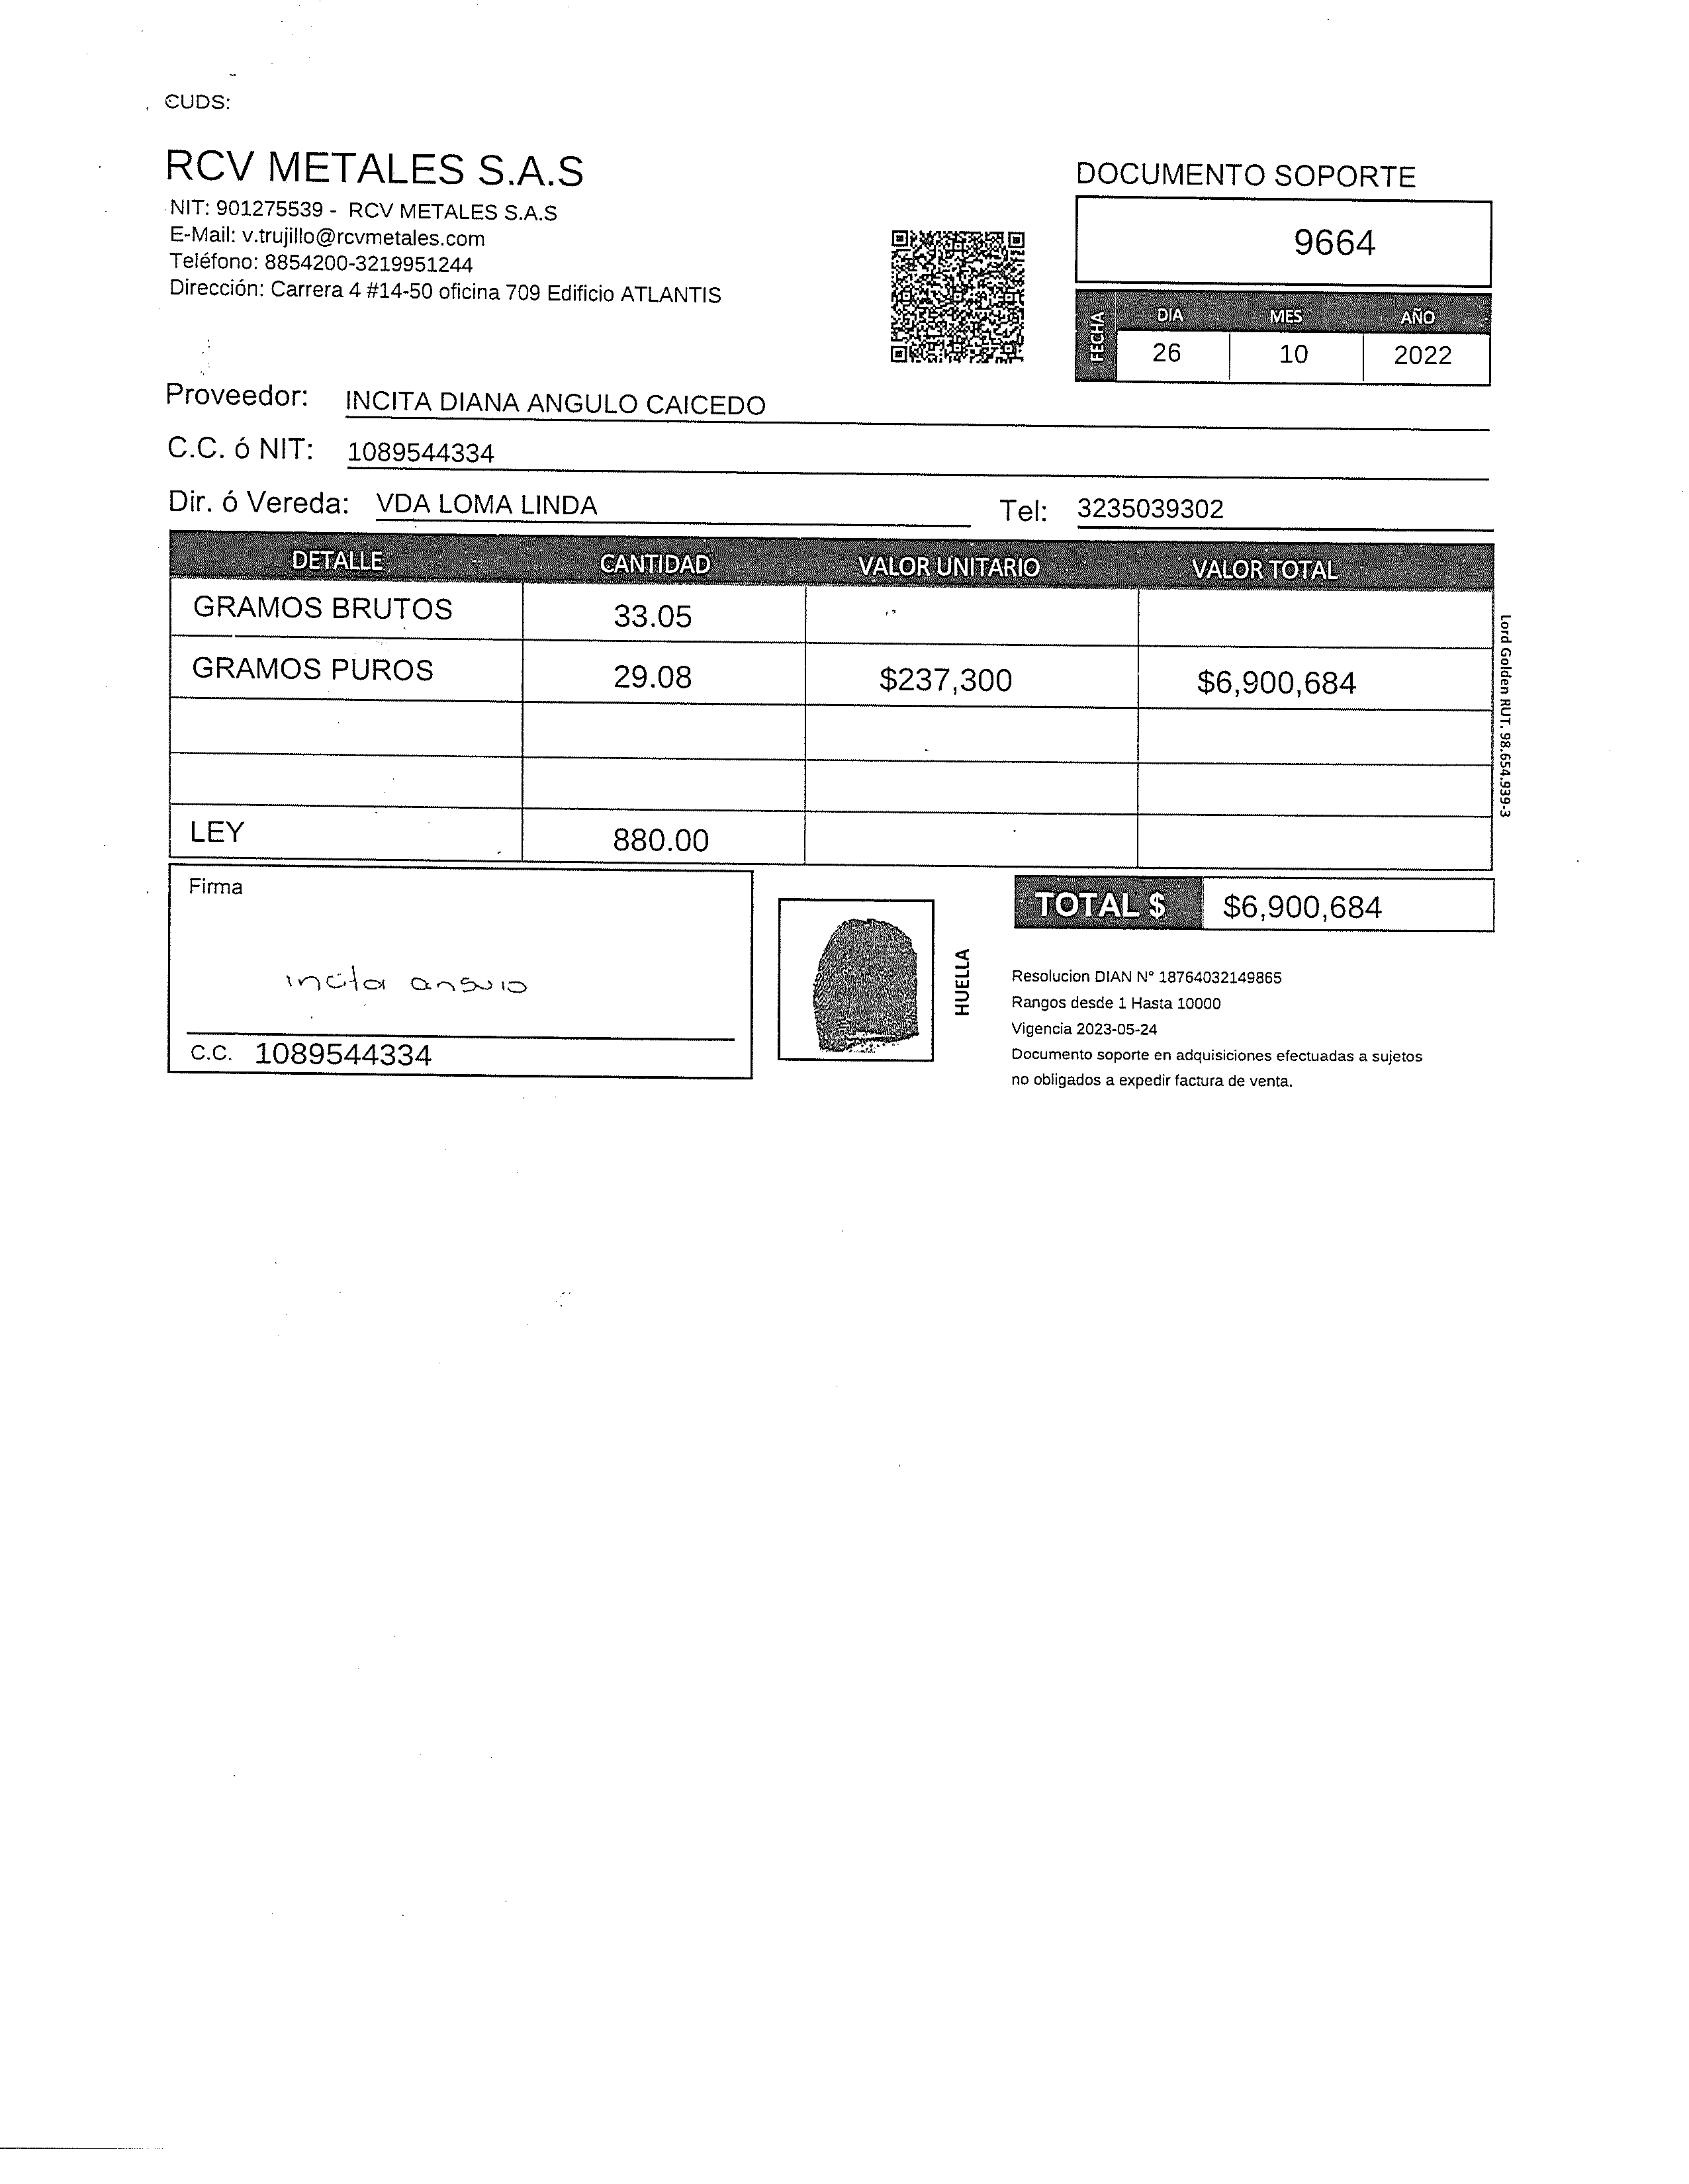 CUDS:
RCV METALES S.A.S
NIT: 901275539 - RCV METALES S.A.S
E-Mail: v.trujillo@rcvmetales.com
Teléfono: 8854200-3219951244
Dirección: Carrera 4 #14-50 oficina 709 Edificio ATLANTIS
DOCUMENTO SOPORTE
9664
FECHA
DIA MES AÑO
26 10 2022
Proveedor: INCITA DIANA ANGULO CAICEDO
C.C. ó NIT: 1089544334
Dir. ó Vereda: VDA LOMA LINDA Tel: 3235039302
DETALLE CANTIDAD VALOR UNITARIO VALOR TOTAL
GRAMOS BRUTOS 33.05
GRAMOS PUROS 29.08 $237,300 $6,900,684
LEY 880.00
Lord Golden RUT. 98.654.939-3
Firma
incita angulo
C.C. 1089544334
HUELLA
TOTAL $ $6,900,684
Resolucion DIAN N° 18764032149865
Rangos desde 1 Hasta 10000
Vigencia 2023-05-24
Documento soporte en adquisiciones efectuadas a sujetos
no obligados a expedir factura de venta.